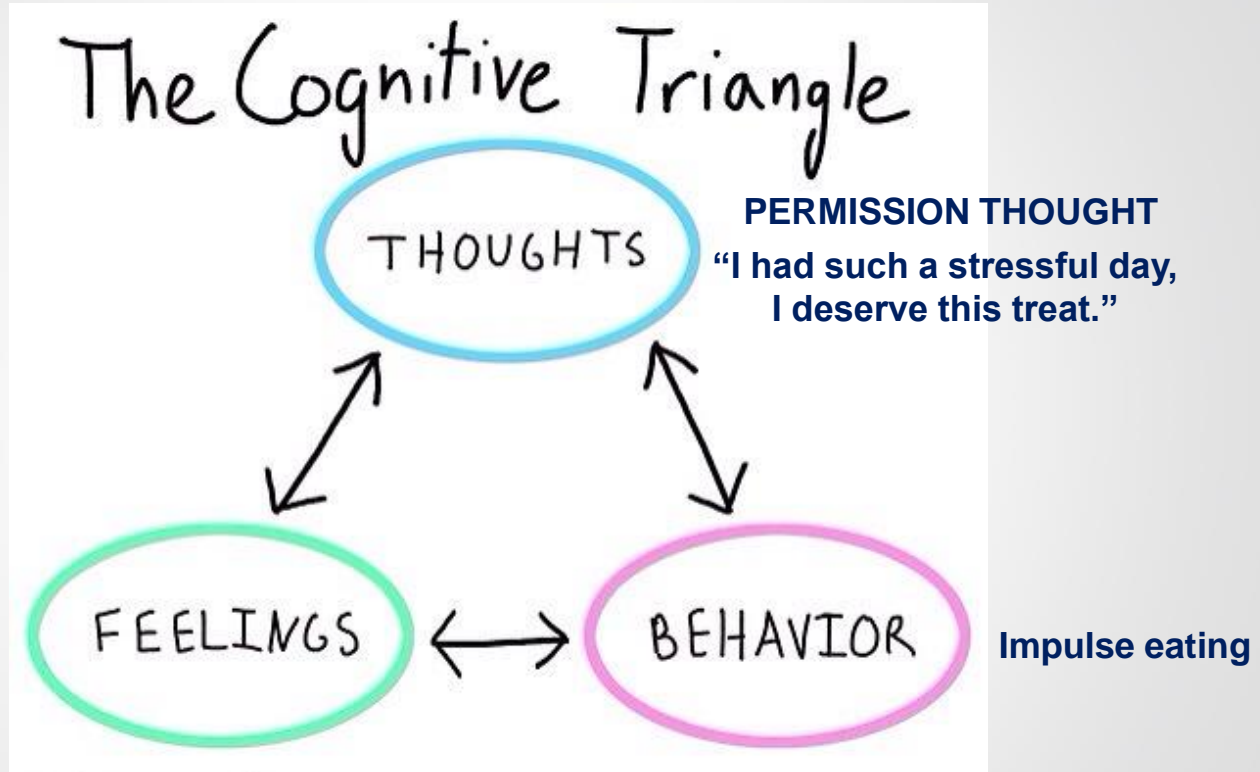 The Cognitive Triangle
THOUGHTS
PERMISSION THOUGHT
“I had such a stressful day,
I deserve this treat.”
FEELINGS
BEHAVIOR
Impulse eating